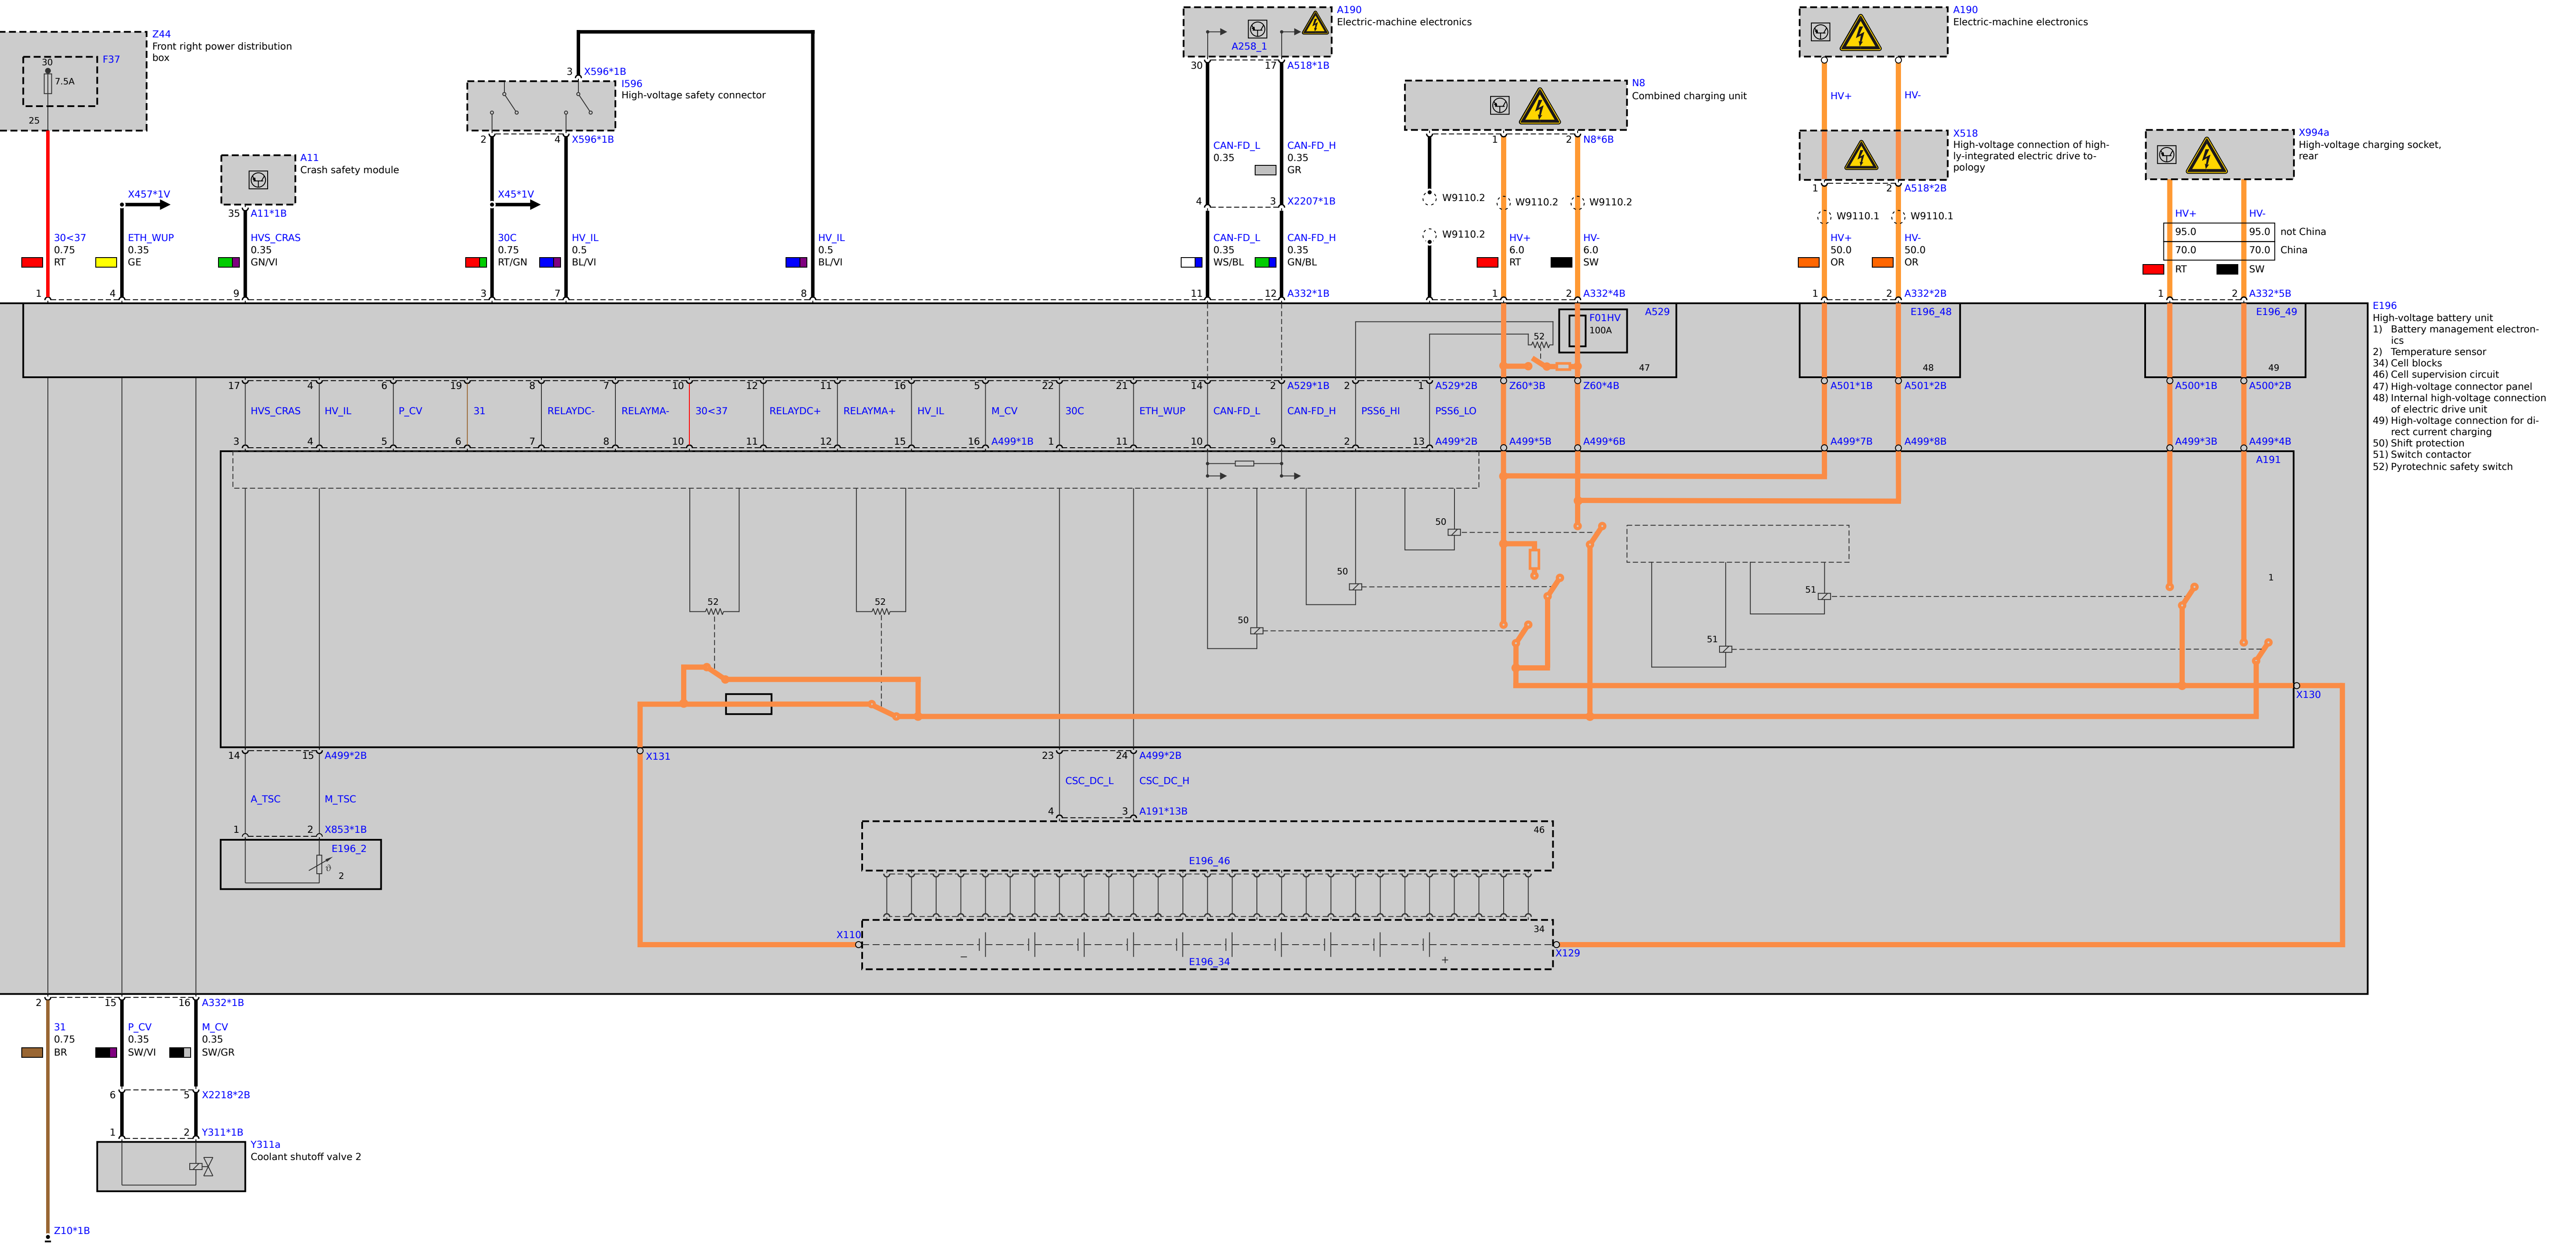 Z44
Front right power distribution
box
F37
30
7.5A
25
30<37
0.75
RT
1
X457*1V
ETH_WUP
0.35
GE
4
A11
Crash safety module
35
A11*1B
HVS_CRAS
0.35
GN/VI
9
3
X596*1B
I596
High-voltage safety connector
2
4
X596*1B
X45*1V
30C
0.75
RT/GN
3
HV_IL
0.5
BL/VI
7
HV_IL
0.5
BL/VI
8
A190
Electric-machine electronics
A258_1
30
17
A518*1B
CAN-FD_L
0.35
CAN-FD_H
0.35
GR
4
3
X2207*1B
CAN-FD_L
0.35
WS/BL
CAN-FD_H
0.35
GN/BL
11
12
A332*1B
N8
Combined charging unit
1
2
N8*6B
W9110.2
W9110.2
W9110.2
W9110.2
HV+
6.0
RT
HV-
6.0
SW
1
2
A332*4B
A190
Electric-machine electronics
HV+
HV-
X518
High-voltage connection of high-
ly-integrated electric drive to-
pology
1
2
A518*2B
W9110.1
W9110.1
HV+
50.0
OR
HV-
50.0
OR
1
2
A332*2B
X994a
High-voltage charging socket,
rear
HV+
HV-
95.0
95.0
not China
70.0
70.0
China
RT
SW
1
2
A332*5B
E196
High-voltage battery unit
1) Battery management electron-
ics
2) Temperature sensor
34) Cell blocks
46) Cell supervision circuit
47) High-voltage connector panel
48) Internal high-voltage connection
of electric drive unit
49) High-voltage connection for di-
rect current charging
50) Shift protection
51) Switch contactor
52) Pyrotechnic safety switch
52
F01HV
100A
A529
47
E196_48
48
E196_49
49
17
4
6
19
8
7
10
12
11
16
5
22
21
14
2
A529*1B
2
1
A529*2B
Z60*3B
Z60*4B
A501*1B
A501*2B
A500*1B
A500*2B
HVS_CRAS
HV_IL
P_CV
31
RELAYDC-
RELAYMA-
30<37
RELAYDC+
RELAYMA+
HV_IL
M_CV
30C
ETH_WUP
CAN-FD_L
CAN-FD_H
PSS6_HI
PSS6_LO
3
4
5
6
7
8
10
11
12
15
16
A499*1B
1
11
10
9
2
13
A499*2B
A499*5B
A499*6B
A499*7B
A499*8B
A499*3B
A499*4B
A191
50
50
50
52
52
51
51
1
X130
X131
14
15
A499*2B
A_TSC
M_TSC
1
2
X853*1B
E196_2
ϑ
2
23
24
A499*2B
CSC_DC_L
CSC_DC_H
4
3
A191*13B
46
E196_46
X110
34
−
E196_34
+
X129
2
15
16
A332*1B
31
0.75
BR
P_CV
0.35
SW/VI
M_CV
0.35
SW/GR
6
5
X2218*2B
1
2
Y311*1B
Y311a
Coolant shutoff valve 2
Z10*1B